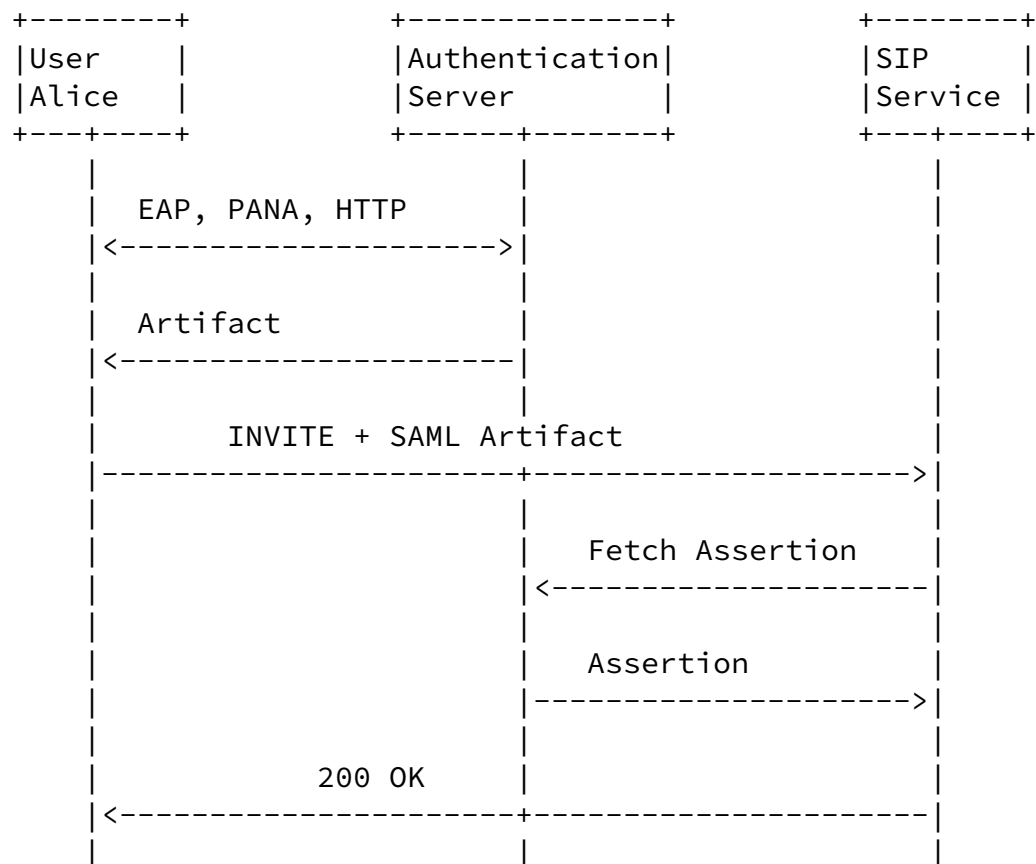 User
Alice
Authentication
Server
SIP
Service
EAP, PANA, HTTP
Artifact
INVITE + SAML Artifact
Fetch Assertion
Assertion
200 OK